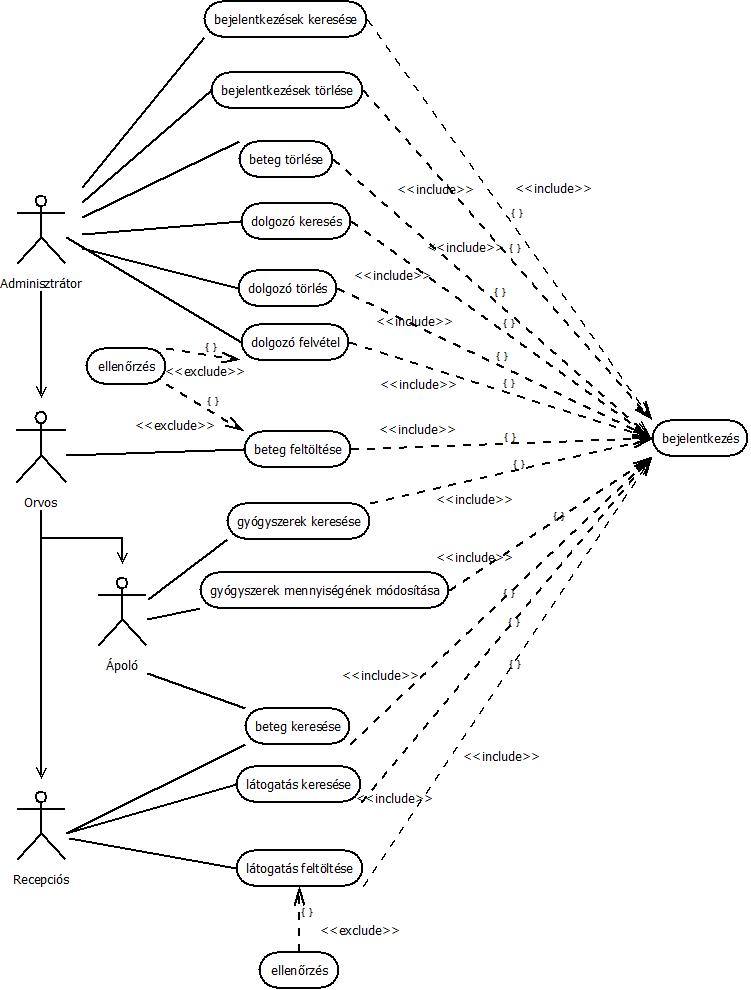 bejelentkezések keresése
bejelentkezések törlése
beteg törlése
<<include>>
<<include>>
{ }
dolgozó keresés
<<include>>
{ }
Adminisztrátor
<<include>>
dolgozó törlés
{ }
<<include>>
{ }
dolgozó felvétel
{ }
{ }
ellenőrzés
<<exclude>>
<<include>>
{ }
{ }
<<exclude>>
<<include>>
{ }
bejelentkezés
beteg feltöltése
{ }
Orvos
<<include>>
gyógyszerek keresése
{ }
<<include>>
gyógyszerek mennyiségének módosítása
{ }
{ }
Ápoló
{ }
<<include>>
beteg keresése
<<include>>
látogatás keresése
<<include>>
látogatás feltöltése
Recepciós
{ }
<<exclude>>
ellenőrzés